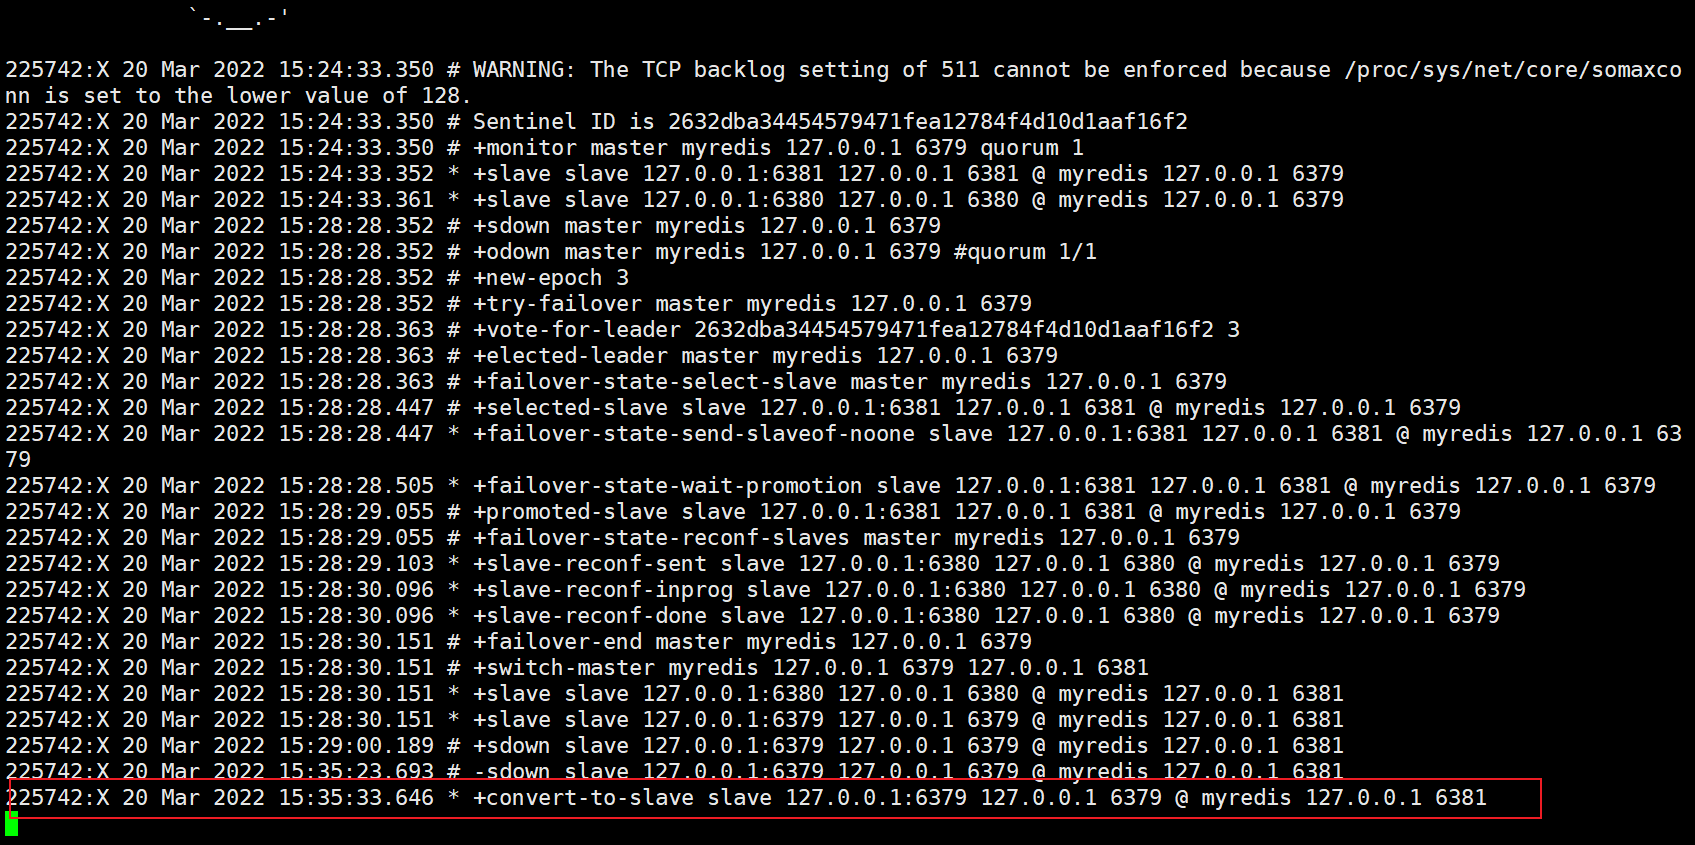 `-.__.-'
225742:X 20 Mar 2022 15:24:33.350 # WARNING: The TCP backlog setting of 511 cannot be enforced because /proc/sys/net/core/somaxco
nn is set to the lower value of 128.
225742:X 20 Mar 2022 15:24:33.350 # Sentinel ID is 2632dba34454579471fea12784f4d10d1aaf16f2
225742:X 20 Mar 2022 15:24:33.350 # +monitor master myredis 127.0.0.1 6379 quorum 1
225742:X 20 Mar 2022 15:24:33.352 * +slave slave 127.0.0.1:6381 127.0.0.1 6381 @ myredis 127.0.0.1 6379
225742:X 20 Mar 2022 15:24:33.361 * +slave slave 127.0.0.1:6380 127.0.0.1 6380 @ myredis 127.0.0.1 6379
225742:X 20 Mar 2022 15:28:28.352 # +sdown master myredis 127.0.0.1 6379
225742:X 20 Mar 2022 15:28:28.352 # +odown master myredis 127.0.0.1 6379 #quorum 1/1
225742:X 20 Mar 2022 15:28:28.352 # +new-epoch 3
225742:X 20 Mar 2022 15:28:28.352 # +try-failover master myredis 127.0.0.1 6379
225742:X 20 Mar 2022 15:28:28.363 # +vote-for-leader 2632dba34454579471fea12784f4d10d1aaf16f2 3
225742:X 20 Mar 2022 15:28:28.363 # +elected-leader master myredis 127.0.0.1 6379
225742:X 20 Mar 2022 15:28:28.363 # +failover-state-select-slave master myredis 127.0.0.1 6379
225742:X 20 Mar 2022 15:28:28.447 # +selected-slave slave 127.0.0.1:6381 127.0.0.1 6381 @ myredis 127.0.0.1 6379
225742:X 20 Mar 2022 15:28:28.447 * +failover-state-send-slaveof-noone slave 127.0.0.1:6381 127.0.0.1 6381 @ myredis 127.0.0.1 63
79
225742:X 20 Mar 2022 15:28:28.505 * +failover-state-wait-promotion slave 127.0.0.1:6381 127.0.0.1 6381 @ myredis 127.0.0.1 6379
225742:X 20 Mar 2022 15:28:29.055 # +promoted-slave slave 127.0.0.1:6381 127.0.0.1 6381 @ myredis 127.0.0.1 6379
225742:X 20 Mar 2022 15:28:29.055 # +failover-state-reconf-slaves master myredis 127.0.0.1 6379
225742:X 20 Mar 2022 15:28:29.103 * +slave-reconf-sent slave 127.0.0.1:6380 127.0.0.1 6380 @ myredis 127.0.0.1 6379
225742:X 20 Mar 2022 15:28:30.096 * +slave-reconf-inprog slave 127.0.0.1:6380 127.0.0.1 6380 @ myredis 127.0.0.1 6379
225742:X 20 Mar 2022 15:28:30.096 * +slave-reconf-done slave 127.0.0.1:6380 127.0.0.1 6380 @ myredis 127.0.0.1 6379
225742:X 20 Mar 2022 15:28:30.151 # +failover-end master myredis 127.0.0.1 6379
225742:X 20 Mar 2022 15:28:30.151 # +switch-master myredis 127.0.0.1 6379 127.0.0.1 6381
225742:X 20 Mar 2022 15:28:30.151 * +slave slave 127.0.0.1:6380 127.0.0.1 6380 @ myredis 127.0.0.1 6381
225742:X 20 Mar 2022 15:28:30.151 * +slave slave 127.0.0.1:6379 127.0.0.1 6379 @ myredis 127.0.0.1 6381
225742:X 20 Mar 2022 15:29:00.189 # +sdown slave 127.0.0.1:6379 127.0.0.1 6379 @ myredis 127.0.0.1 6381
225742:X 20 Mar 2022 15:35:23.693 # -sdown slave 127.0.0.1:6379 127.0.0.1 6379 @ myredis 127.0.0.1 6381
225742:X 20 Mar 2022 15:35:33.646 * +convert-to-slave slave 127.0.0.1:6379 127.0.0.1 6379 @ myredis 127.0.0.1 6381